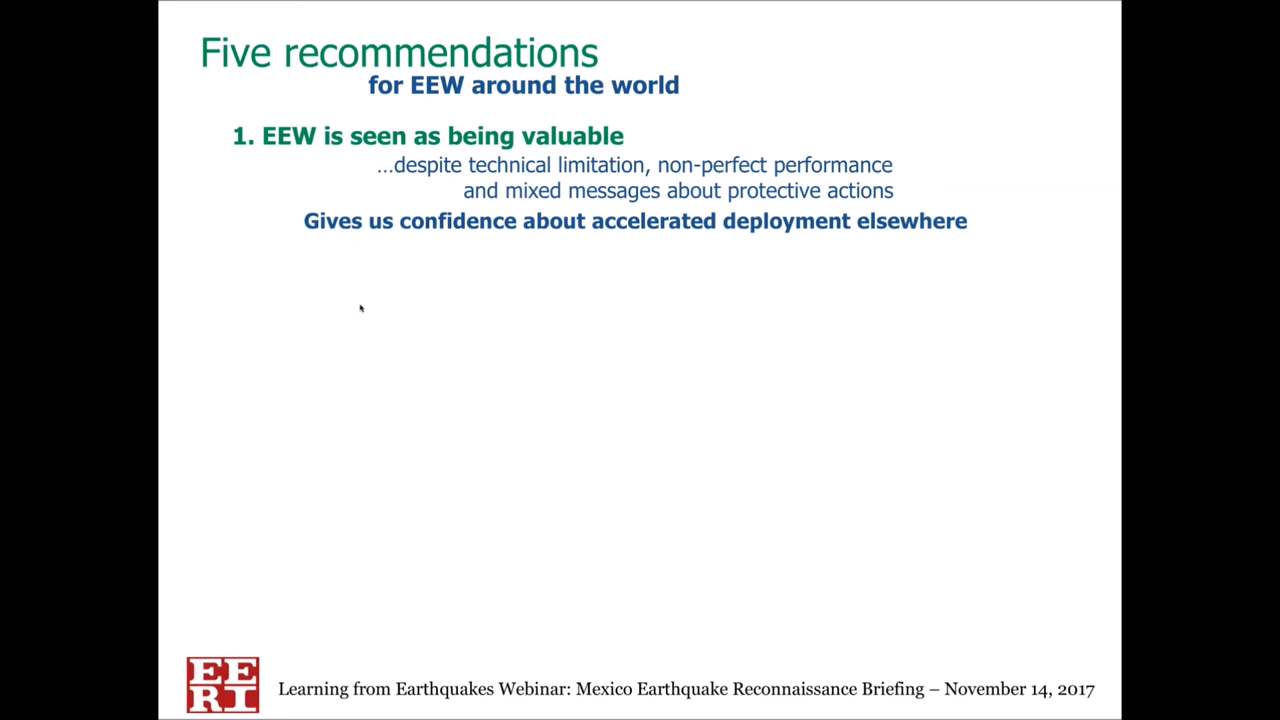 Five recommendations
for EEW around the world
1. EEW is seen as being valuable
…despite technical limitation, non-perfect performance
and mixed messages about protective actions
Gives us confidence about accelerated deployment elsewhere
EE
RI
Learning from Earthquakes Webinar: Mexico Earthquake Reconnaissance Briefing – November 14, 2017